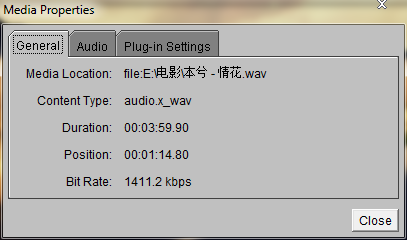 Media Properties
General Audio Plug-in Settings
Media Location: file:E:\电影\本兮 - 情花.wav
Content Type: audio.x_wav
Duration: 00:03:59.90
Position: 00:01:14.80
Bit Rate: 1411.2 kbps
Close